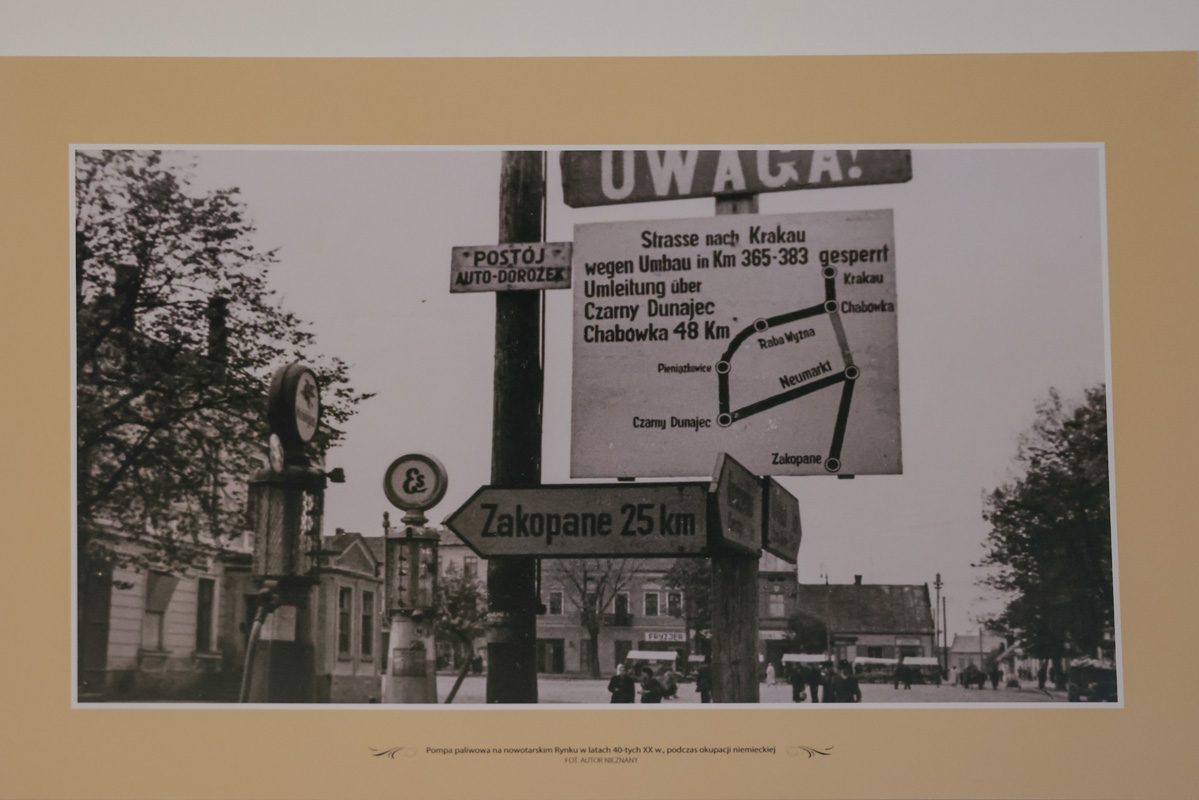 UWAGA!
POSTÓJ
AUTO-DOROŻEK
Strasse nach Krakau
wegen Umbau in Km 365-383 gesperrt
Umleitung über
Czarny Dunajec
Chabówka 48 Km
Krakau
Chabówka
Raba Wyżna
Pieniążkowice
Neumarkt
Czarny Dunajec
Zakopane
Es
Zakopane 25 km
FRYZJER
Pompa paliwowa na nowotarskim Rynku w latach 40-tych XX w., podczas okupacji niemieckiej
FOT. AUTOR NIEZNANY